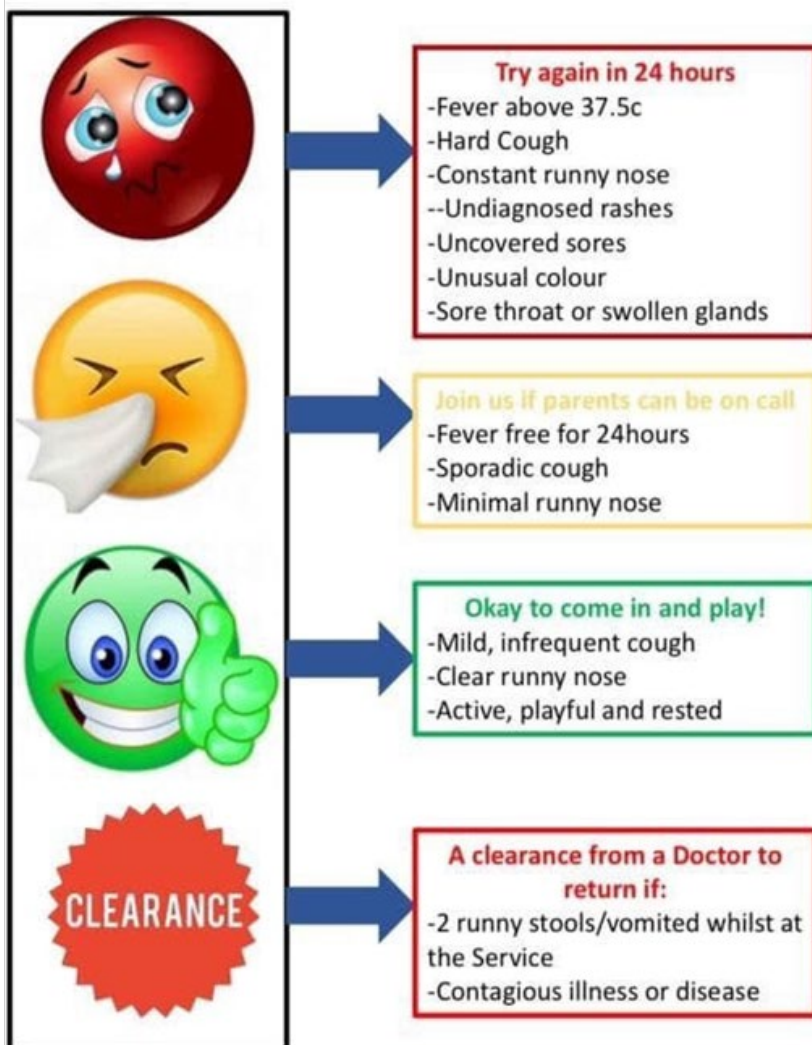 Try again in 24 hours
-Fever above 37.5c
-Hard Cough
-Constant runny nose
--Undiagnosed rashes
-Uncovered sores
-Unusual colour
-Sore throat or swollen glands
Join us if parents can be on call
-Fever free for 24hours
-Sporadic cough
-Minimal runny nose
Okay to come in and play!
-Mild, infrequent cough
-Clear runny nose
-Active, playful and rested
CLEARANCE
A clearance from a Doctor to
return if:
-2 runny stools/vomited whilst at
the Service
-Contagious illness or disease